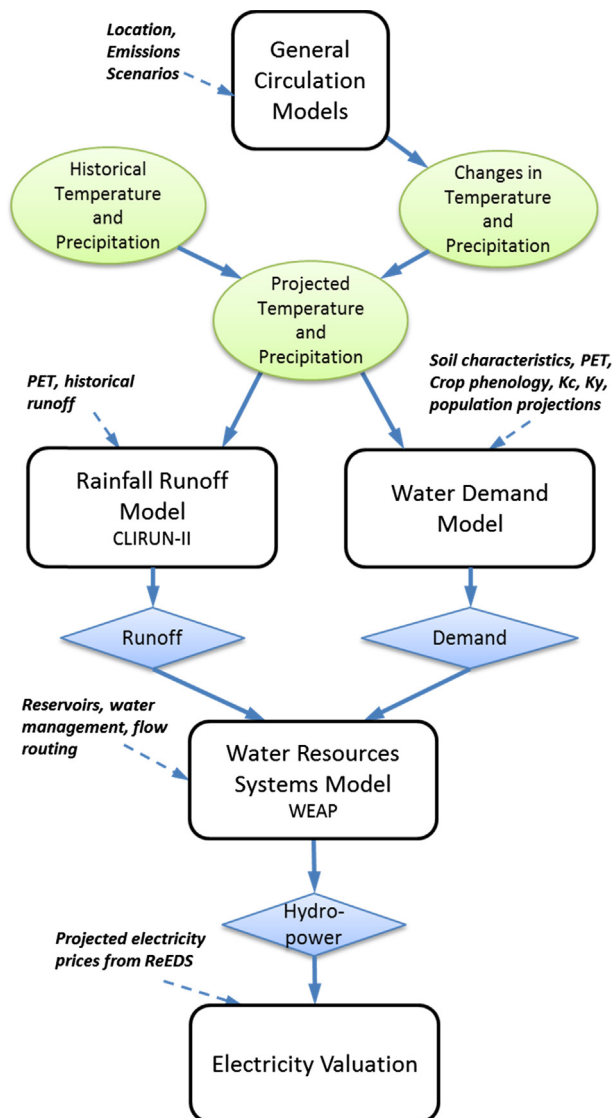 Location,
Emissions
Scenarios
General
Circulation
Models
Historical
Temperature
and
Precipitation
Changes in
Temperature
and
Precipitation
Projected
Temperature
and
Precipitation
PET, historical
runoff
Soil characteristics, PET,
Crop phenology, Kc, Ky,
population projections
Rainfall Runoff
Model
CLIRUN-II
Water Demand
Model
Runoff
Demand
Reservoirs, water
management, flow
routing
Water Resources
Systems Model
WEAP
Hydro-
power
Projected electricity
prices from ReEDS
Electricity Valuation